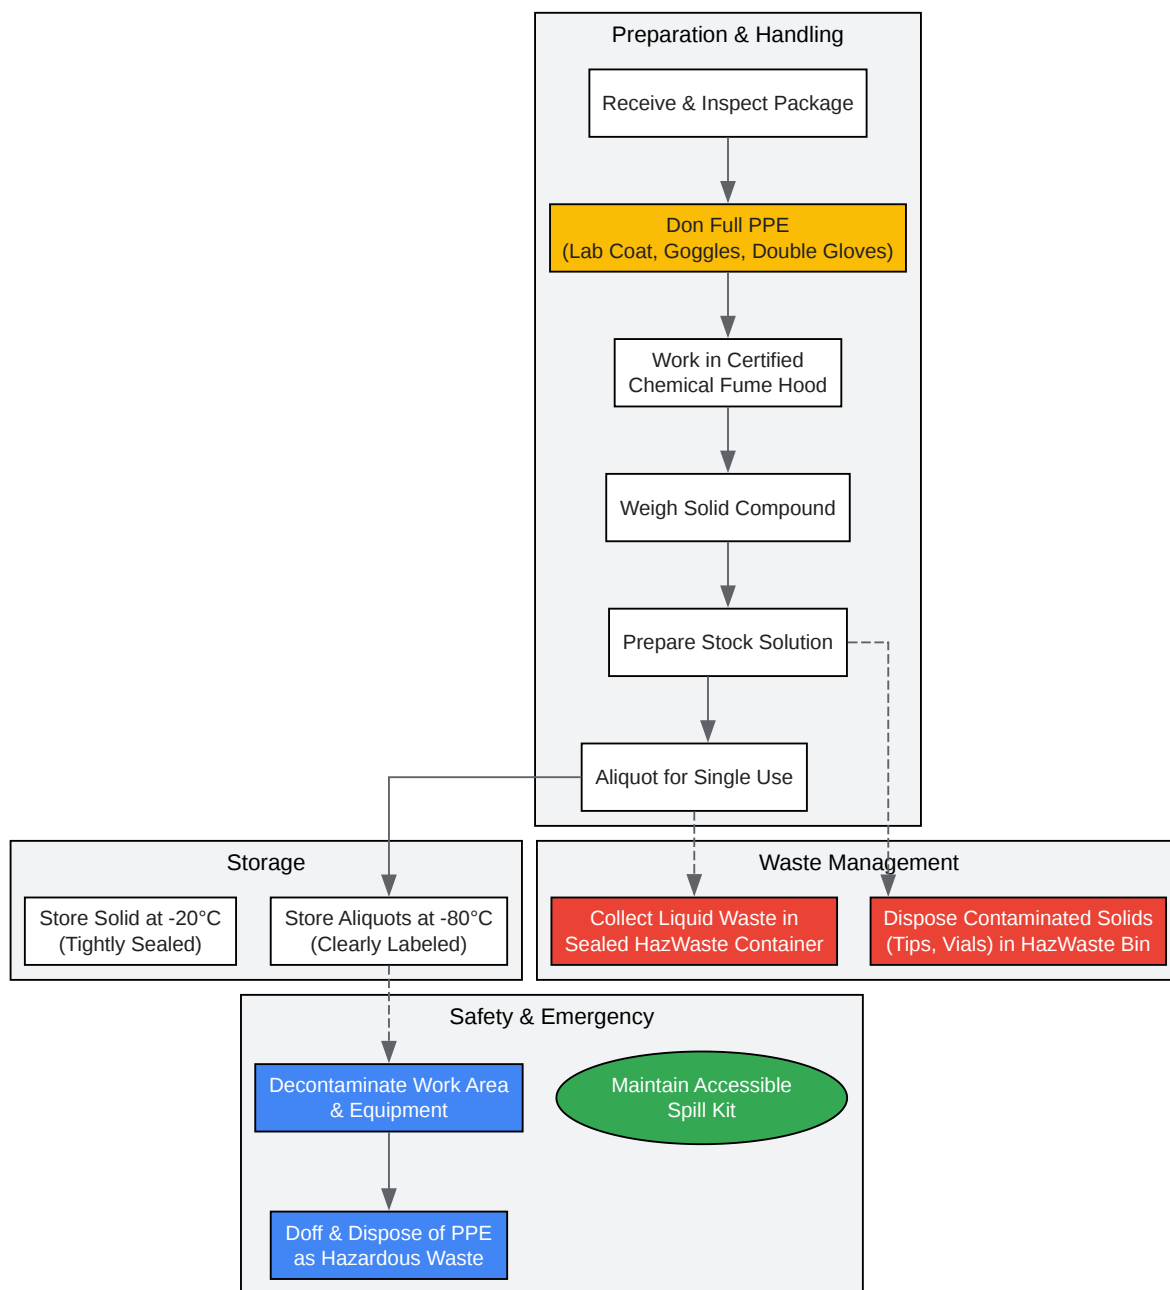 Preparation & Handling
Receive & Inspect Package
Don Full PPE
(Lab Coat, Goggles, Double Gloves)
Work in Certified
Chemical Fume Hood
Weigh Solid Compound
Prepare Stock Solution
Aliquot for Single Use
Storage
Store Solid at -20°C
(Tightly Sealed)
Store Aliquots at -80°C
(Clearly Labeled)
Waste Management
Collect Liquid Waste in
Sealed HazWaste Container
Dispose Contaminated Solids
(Tips, Vials) in HazWaste Bin
Safety & Emergency
Decontaminate Work Area
& Equipment
Maintain Accessible
Spill Kit
Doff & Dispose of PPE
as Hazardous Waste